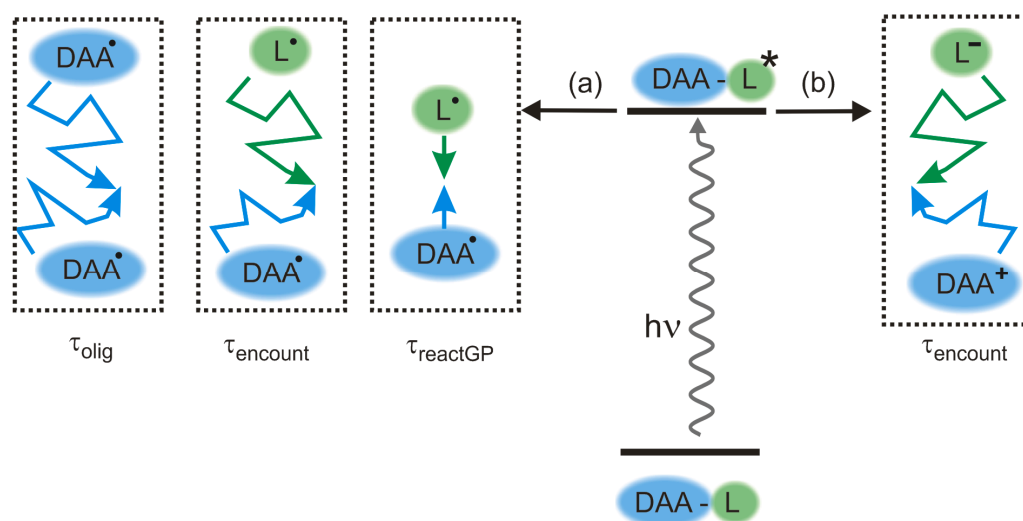 DAA•
DAA•
τolig
L•
DAA•
τencount
L•
DAA•
τreactGP
(a)
DAA - L*
(b)
hν
DAA - L
L−
DAA+
τencount